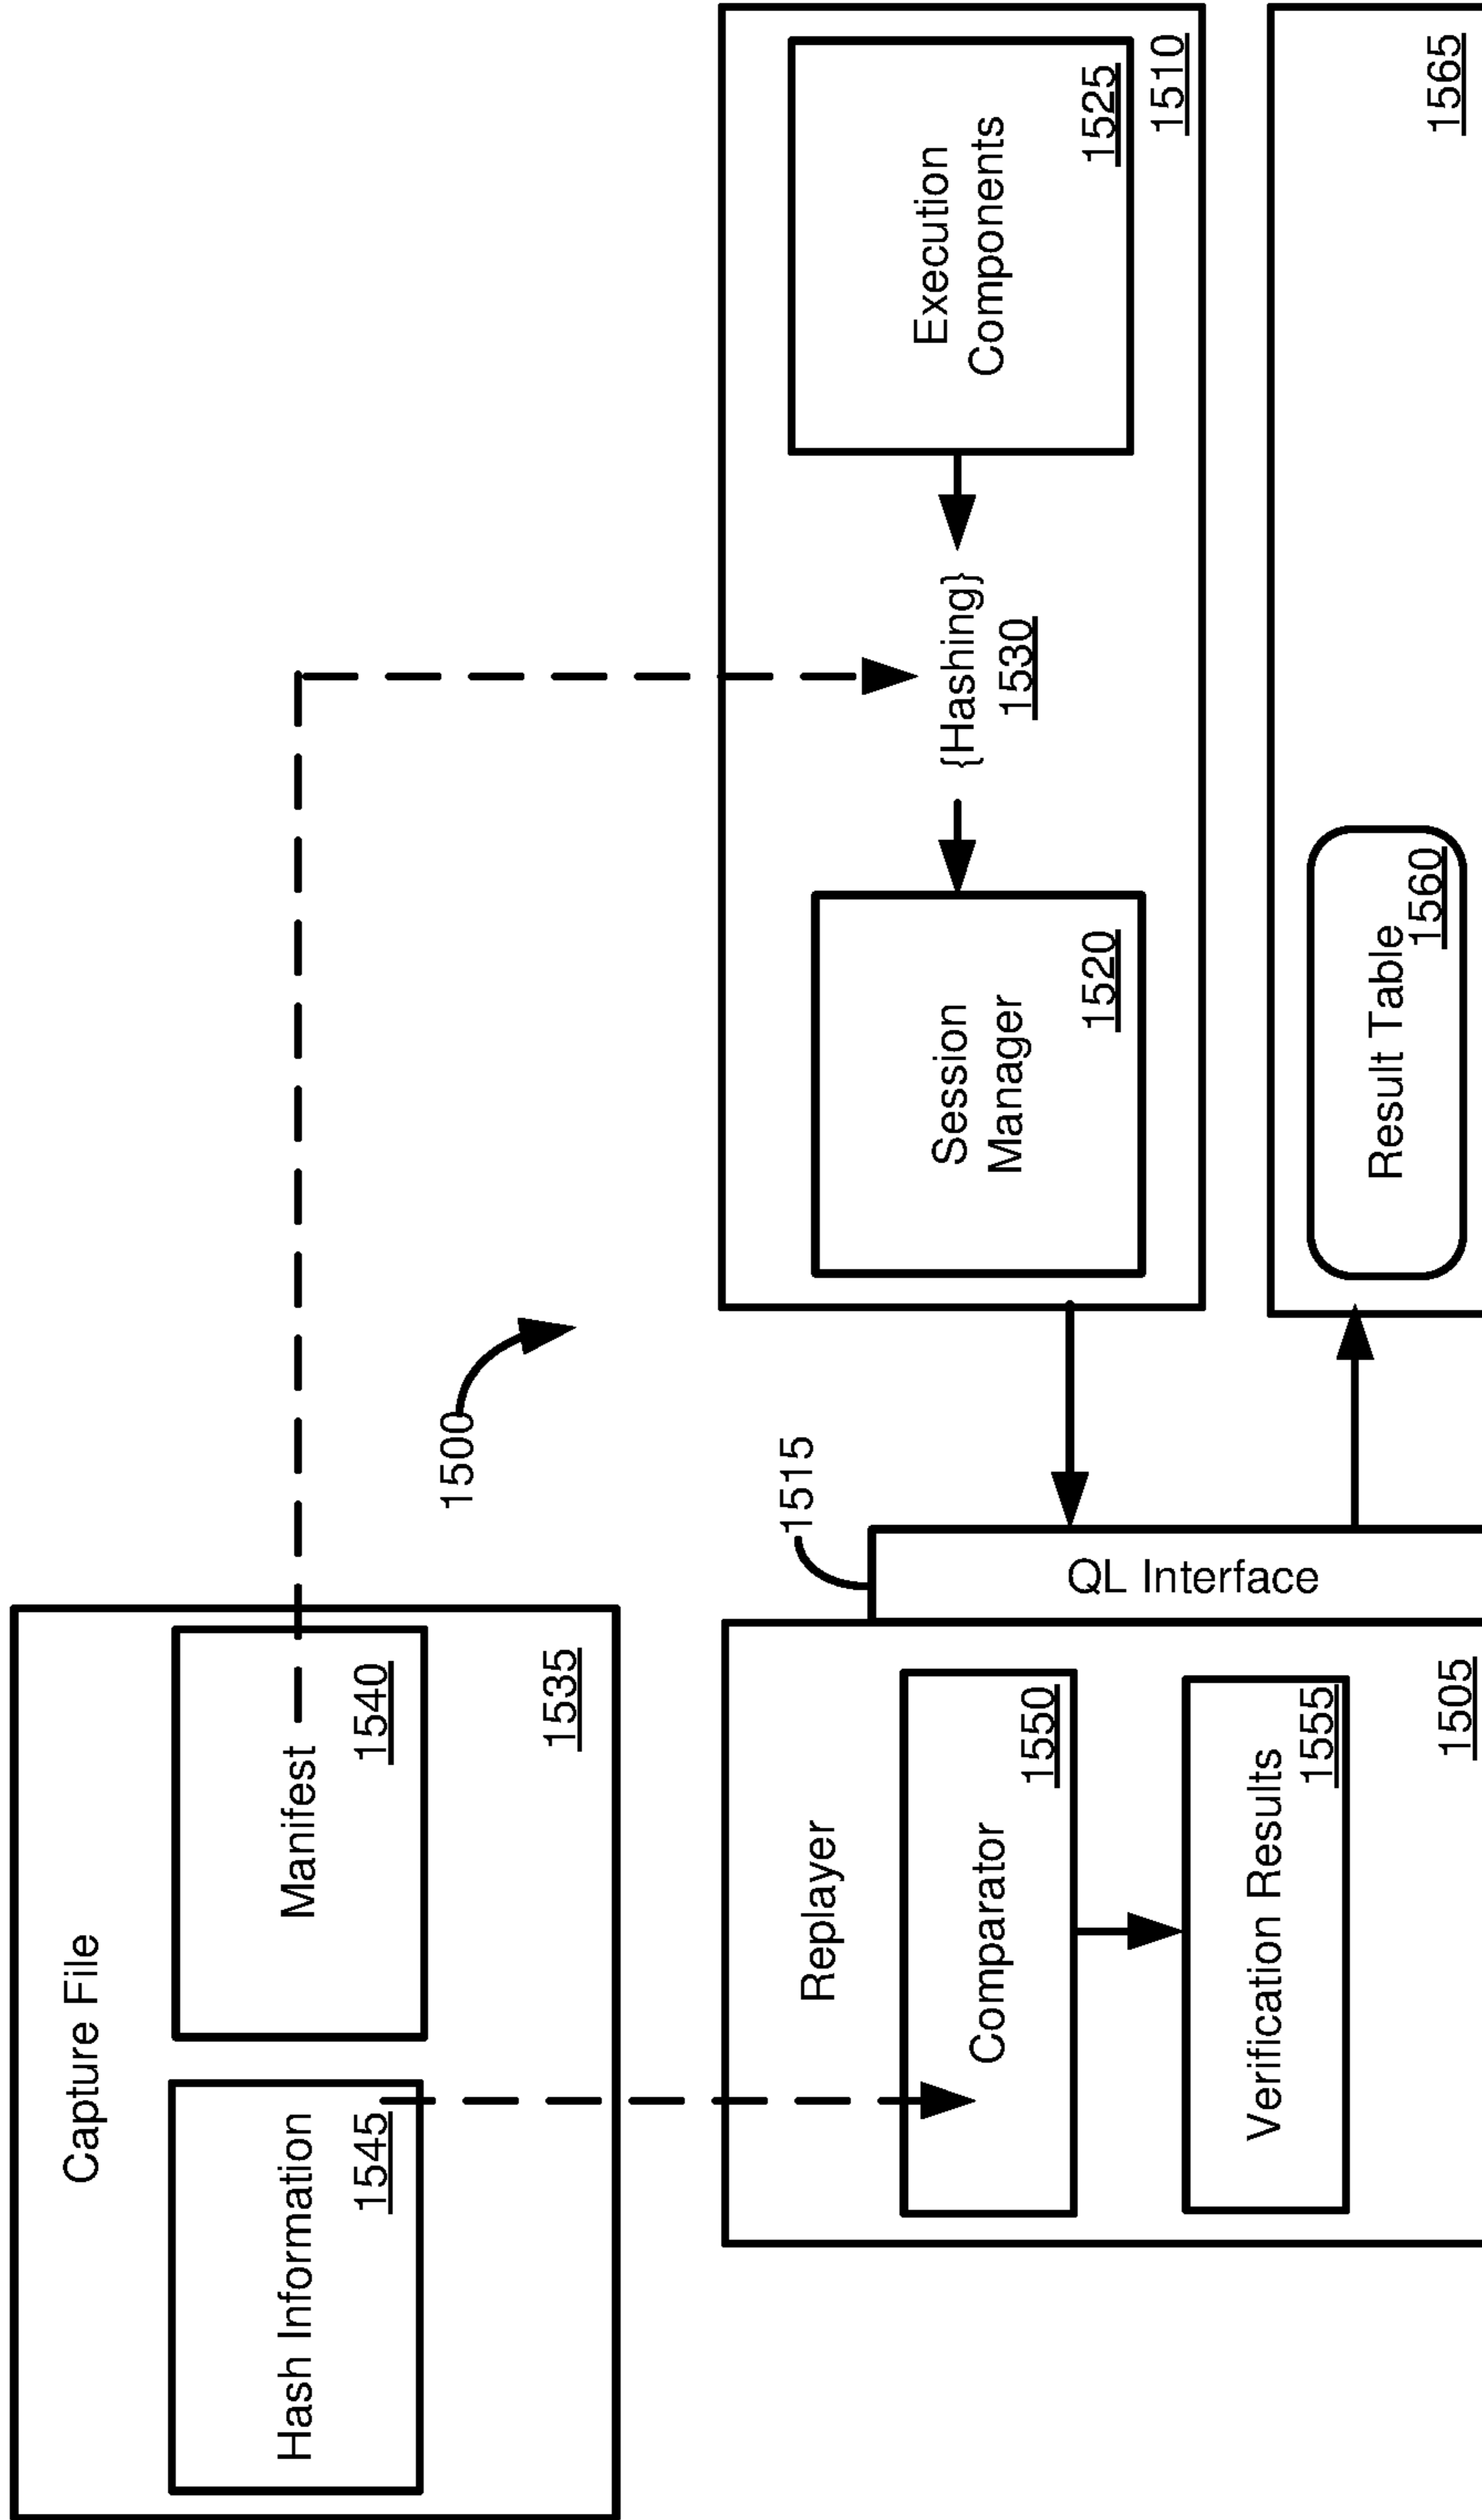 Capture File
Hash Information
1545
Manifest
1540
1535
1500
Replayer
Comparator
1550
Verification Results
1555
1505
1515
QL Interface
Session
Manager
1520
{Hashing}
1530
Execution
Components
1525
1510
Result Table
1560
1565